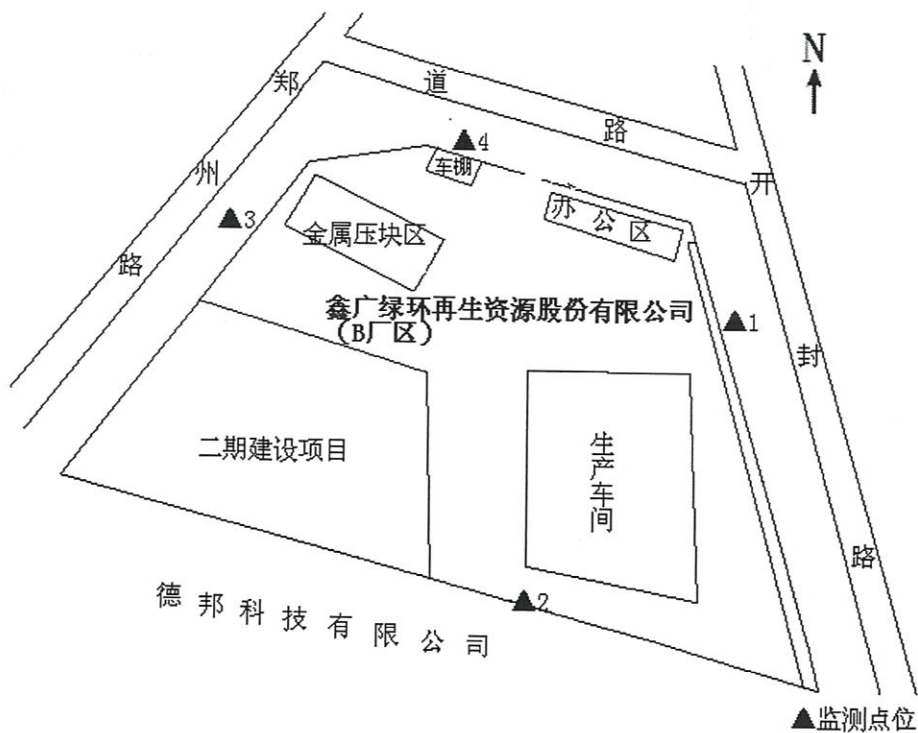 N
郑州路
道路
开封路
▲4
车棚
▲3
金属压块区
办公区
鑫广绿环再生资源股份有限公司
（B厂区）
▲1
二期建设项目
生产车间
▲2
德邦科技有限公司
▲监测点位